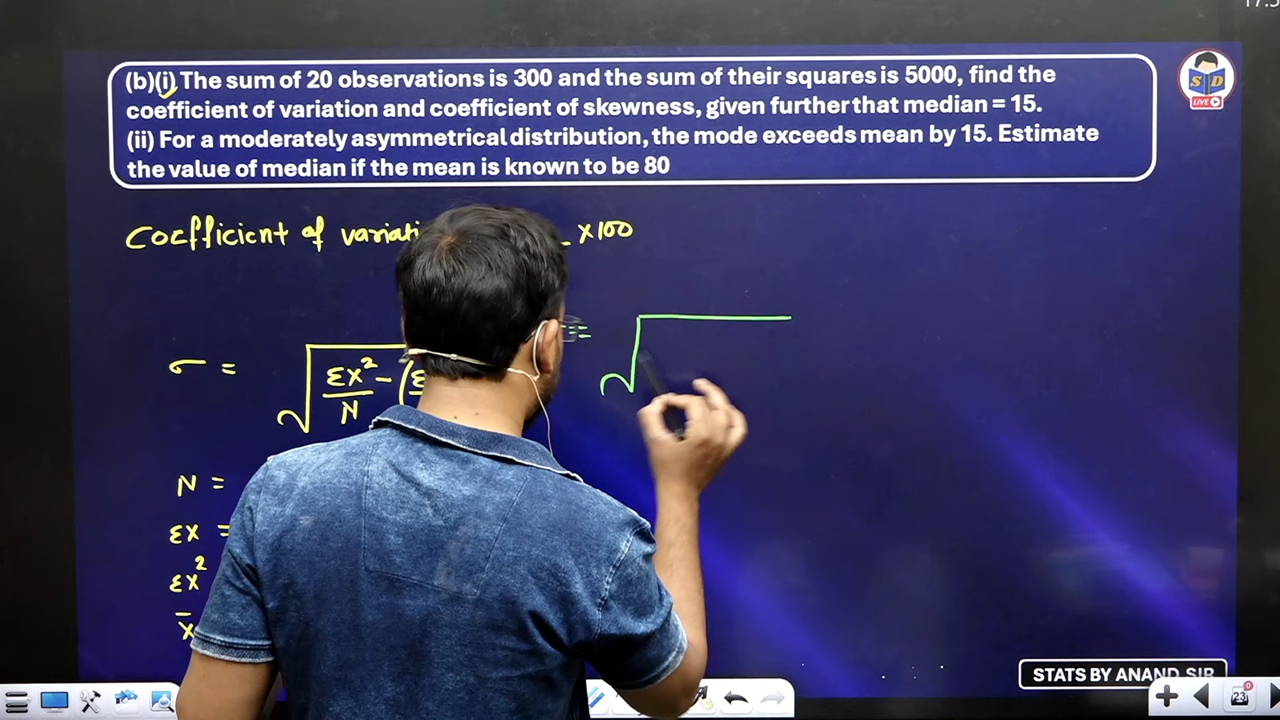 17:5
(b)(i) The sum of 20 observations is 300 and the sum of their squares is 5000, find the
coefficient of variation and coefficient of skewness, given further that median = 15.
(ii) For a moderately asymmetrical distribution, the mode exceeds mean by 15. Estimate
the value of median if the mean is known to be 80
S D
LIVE
Coefficient of variati x100
σ = √ ΣX² - (Σ =√
N
N =
ΣX =
ΣX²
x̄
STATS BY ANAND SIR
23